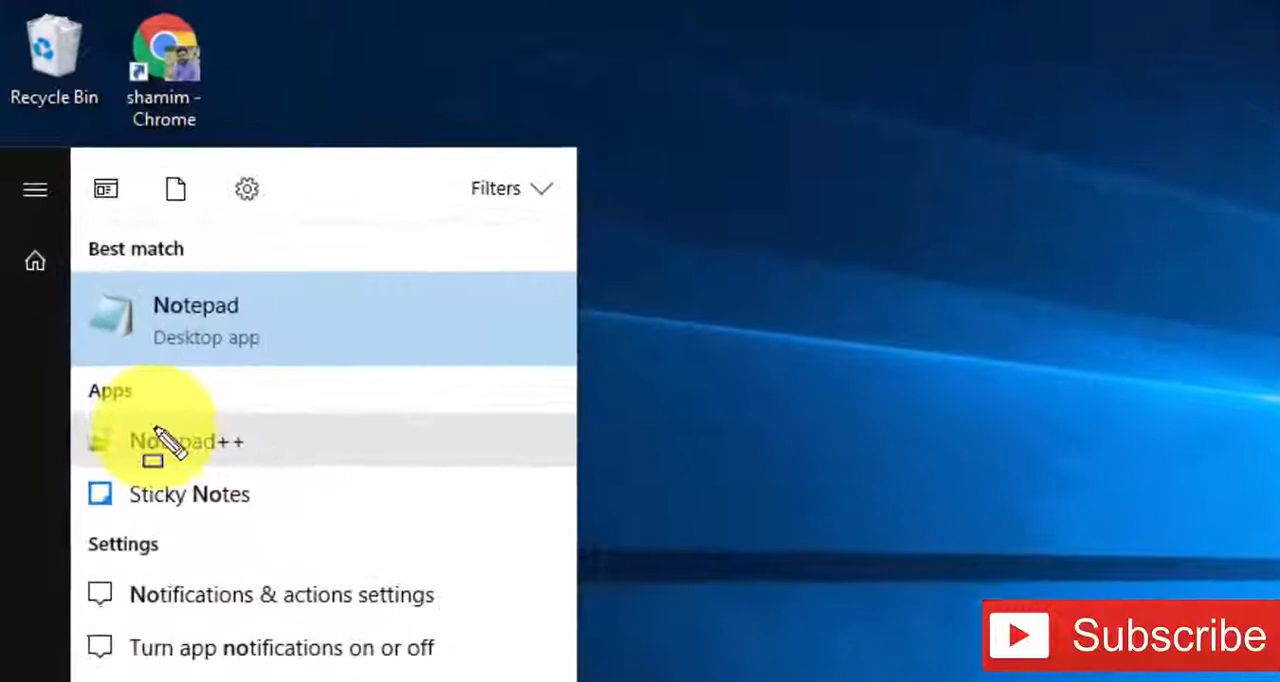 Recycle Bin
shamim -
Chrome
Filters
Best match
Notepad
Desktop app
Apps
Notepad++
Sticky Notes
Settings
Notifications & actions settings
Turn app notifications on or off
Subscribe